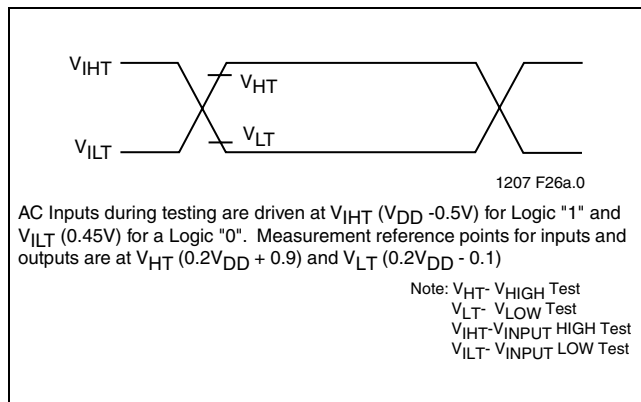 VIHT
VHT
VLT
VILT
1207 F26a.0
AC Inputs during testing are driven at VIHT (VDD -0.5V) for Logic "1" and
VILT (0.45V) for a Logic "0".  Measurement reference points for inputs and
outputs are at VHT (0.2VDD + 0.9) and VLT (0.2VDD - 0.1)
Note: VHT- VHIGH Test
VLT- VLOW Test
VIHT-VINPUT HIGH Test
VILT- VINPUT LOW Test